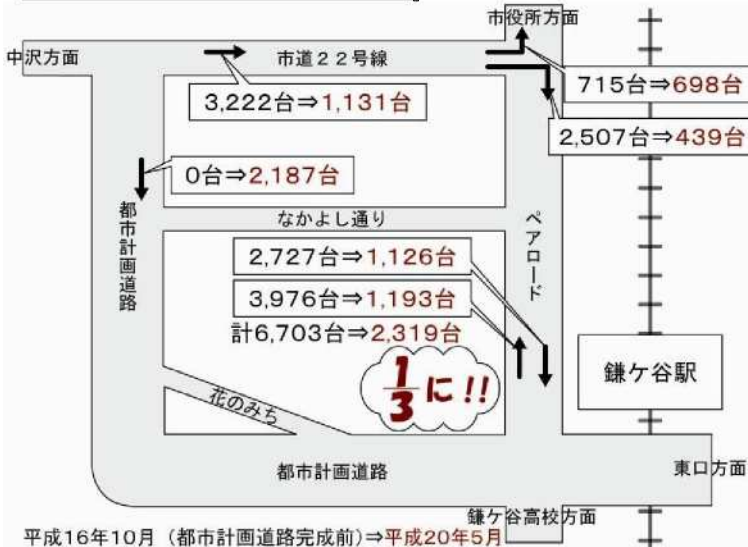 市役所方面
中沢方面
市道22号線
715台⇒698台
3,222台⇒1,131台
2,507台⇒439台
0台⇒2,187台
都市計画道路
なかよし通り
ペアロード
2,727台⇒1,126台
3,976台⇒1,193台
計6,703台⇒2,319台
1/3に!!
鎌ケ谷駅
花のみち
都市計画道路
東口方面
鎌ケ谷高校方面
平成16年10月（都市計画道路完成前）⇒平成20年5月